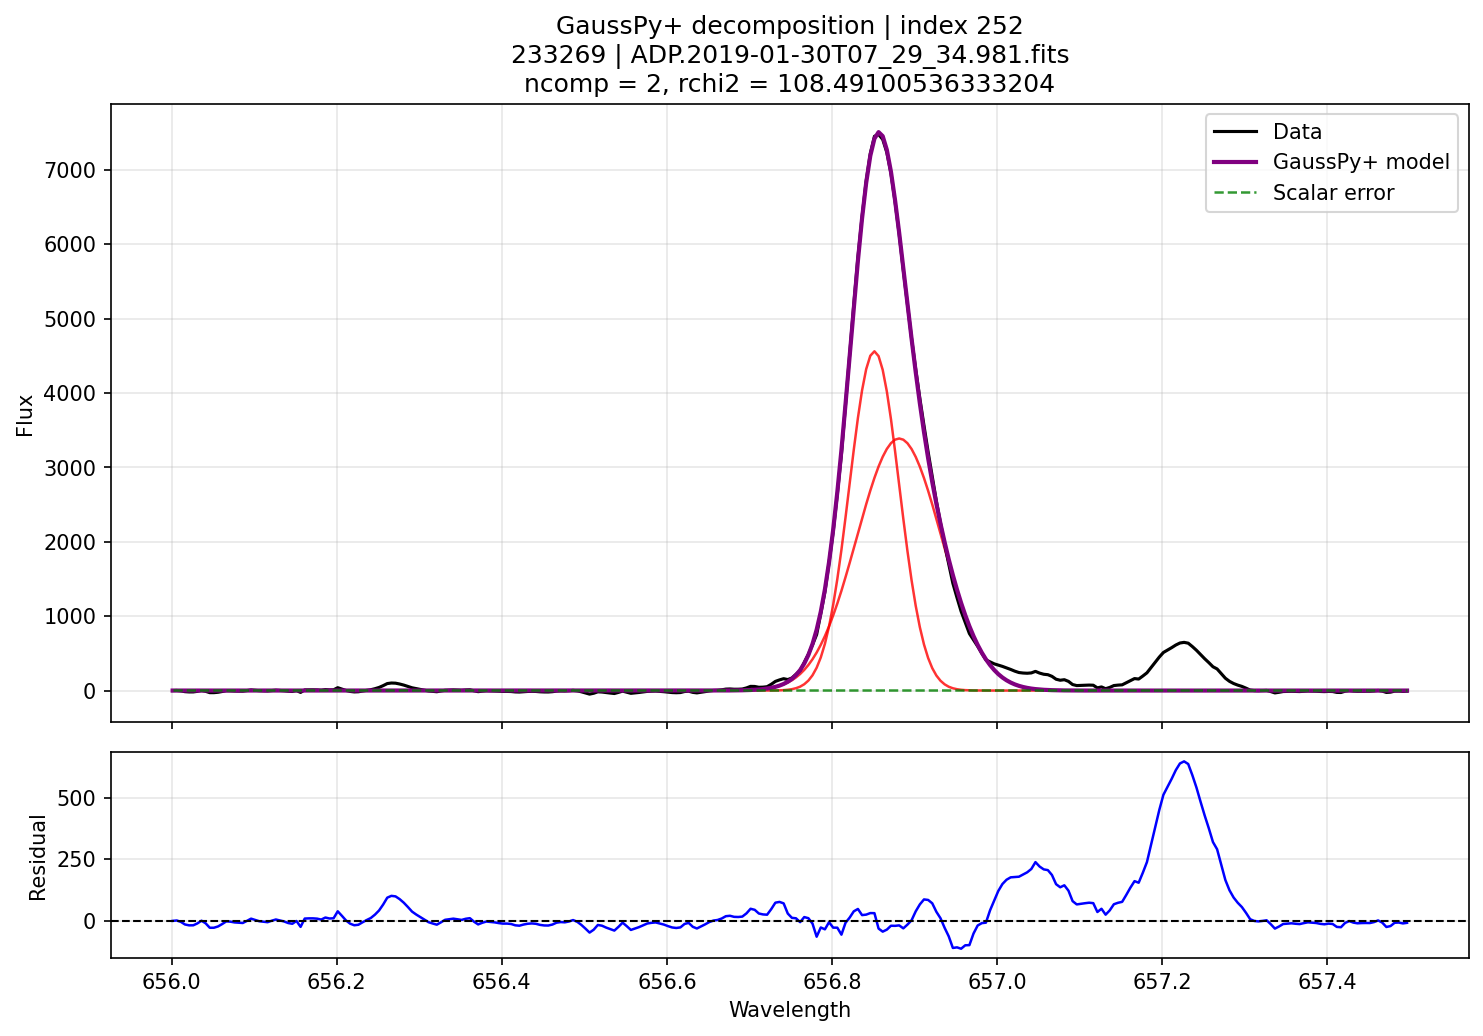 GaussPy+ decomposition | index 252
233269 | ADP.2019-01-30T07_29_34.981.fits
ncomp = 2, rchi2 = 108.49100536333204
Data
GaussPy+ model
Scalar error
Flux
7000
6000
5000
4000
3000
2000
1000
0
Residual
500
250
0
656.0 656.2 656.4 656.6 656.8 657.0 657.2 657.4
Wavelength